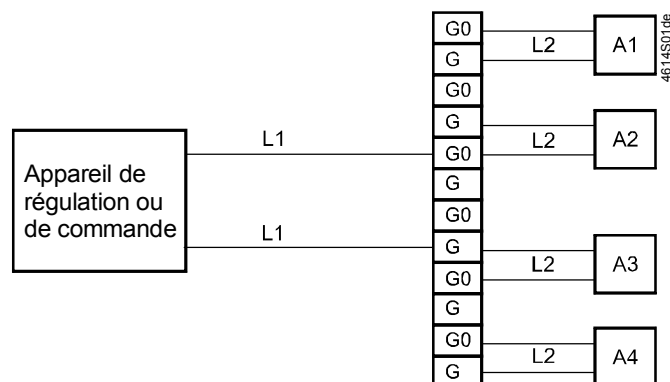 G0
L2
A1
4614S01de
G
G0
G
L2
A2
L1
G0
Appareil de
régulation ou
de commande
G
G0
L1
G
G0
L2
A3
G
G0
L2
A4
G